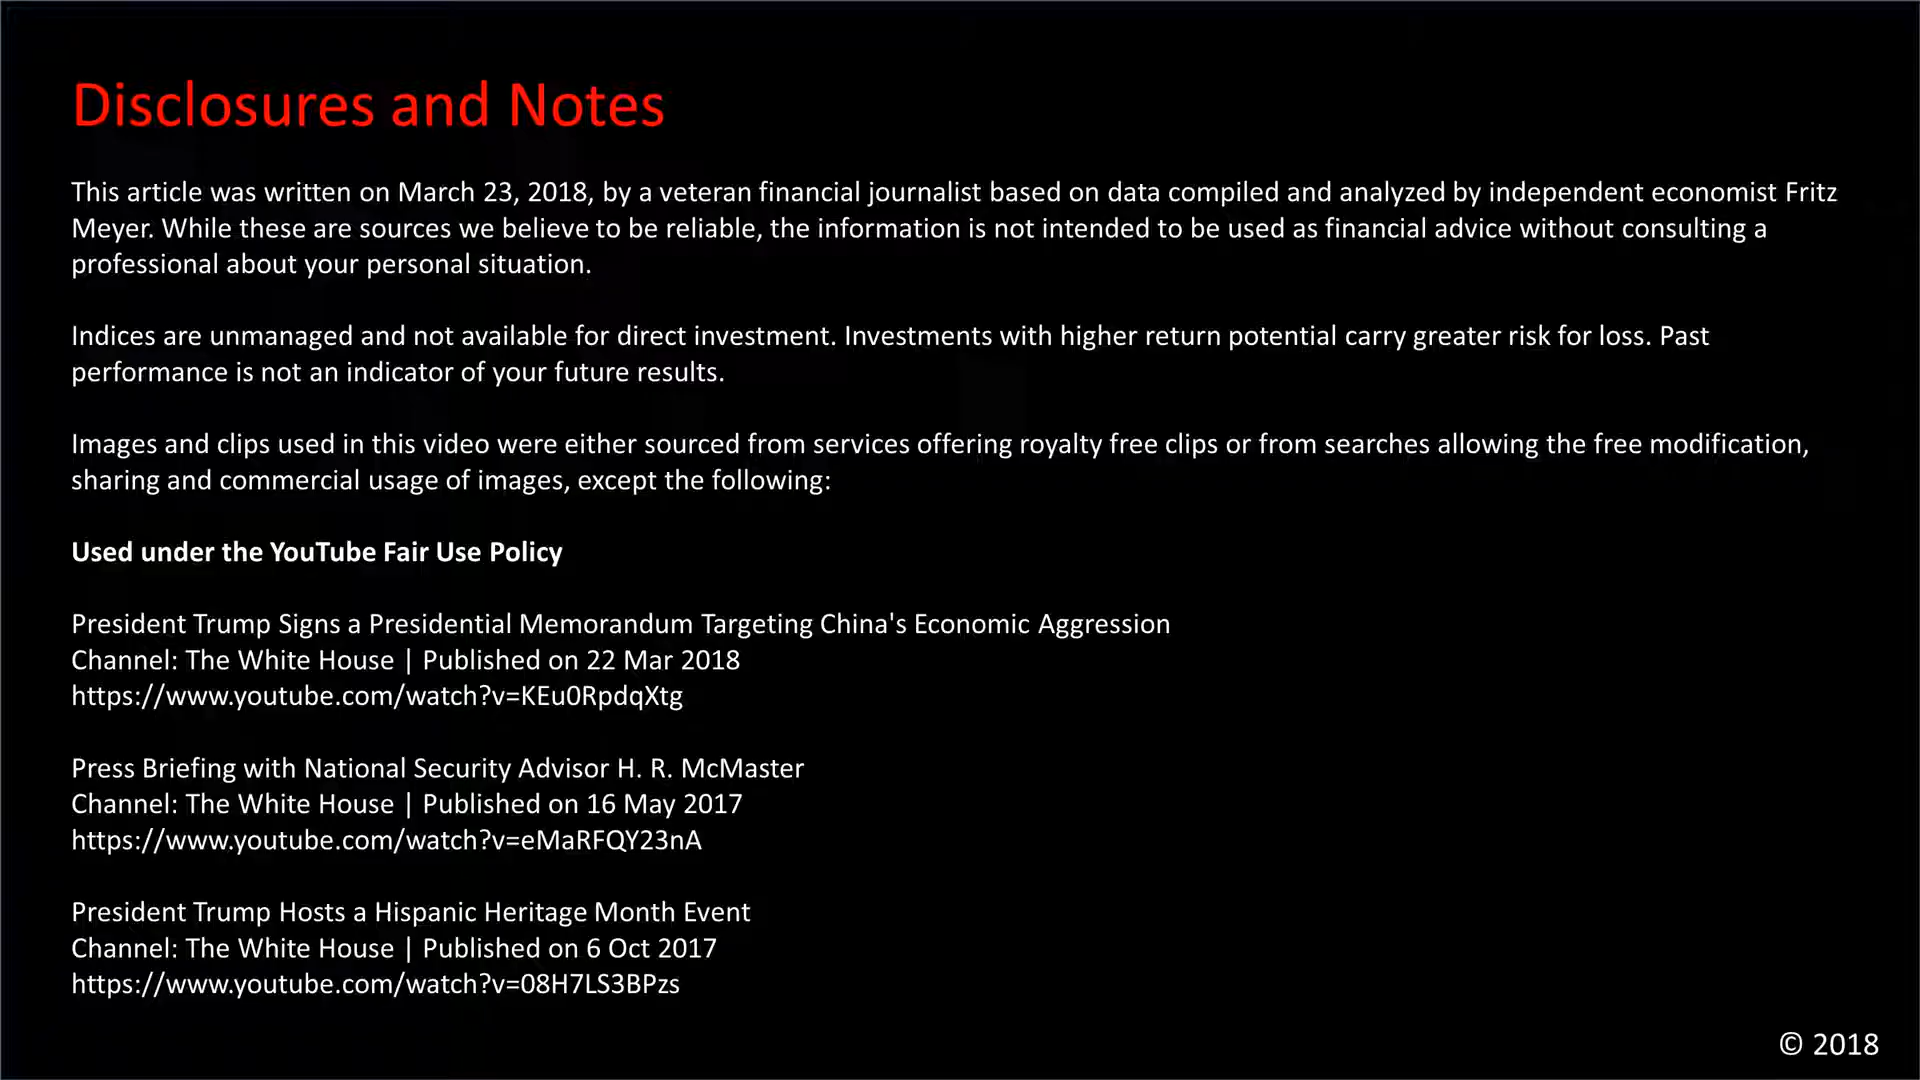 Disclosures and Notes
This article was written on March 23, 2018, by a veteran financial journalist based on data compiled and analyzed by independent economist Fritz
Meyer. While these are sources we believe to be reliable, the information is not intended to be used as financial advice without consulting a
professional about your personal situation.
Indices are unmanaged and not available for direct investment. Investments with higher return potential carry greater risk for loss. Past
performance is not an indicator of your future results.
Images and clips used in this video were either sourced from services offering royalty free clips or from searches allowing the free modification,
sharing and commercial usage of images, except the following:
Used under the YouTube Fair Use Policy
President Trump Signs a Presidential Memorandum Targeting China's Economic Aggression
Channel: The White House | Published on 22 Mar 2018
https://www.youtube.com/watch?v=KEu0RpdqXtg
Press Briefing with National Security Advisor H. R. McMaster
Channel: The White House | Published on 16 May 2017
https://www.youtube.com/watch?v=eMaRFQY23nA
President Trump Hosts a Hispanic Heritage Month Event
Channel: The White House | Published on 6 Oct 2017
https://www.youtube.com/watch?v=08H7LS3BPzs
© 2018